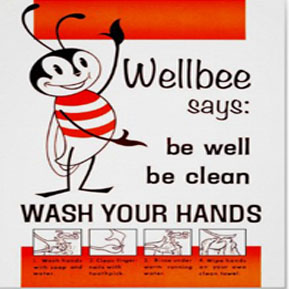 Wellbee
says:
be well
be clean
WASH YOUR HANDS
1. Wash hands
with soap and
water.
2. Clean finger-
nails with
toothpick.
3. Rinse under
warm running
water.
4. Wipe hands
on your own
clean towel.